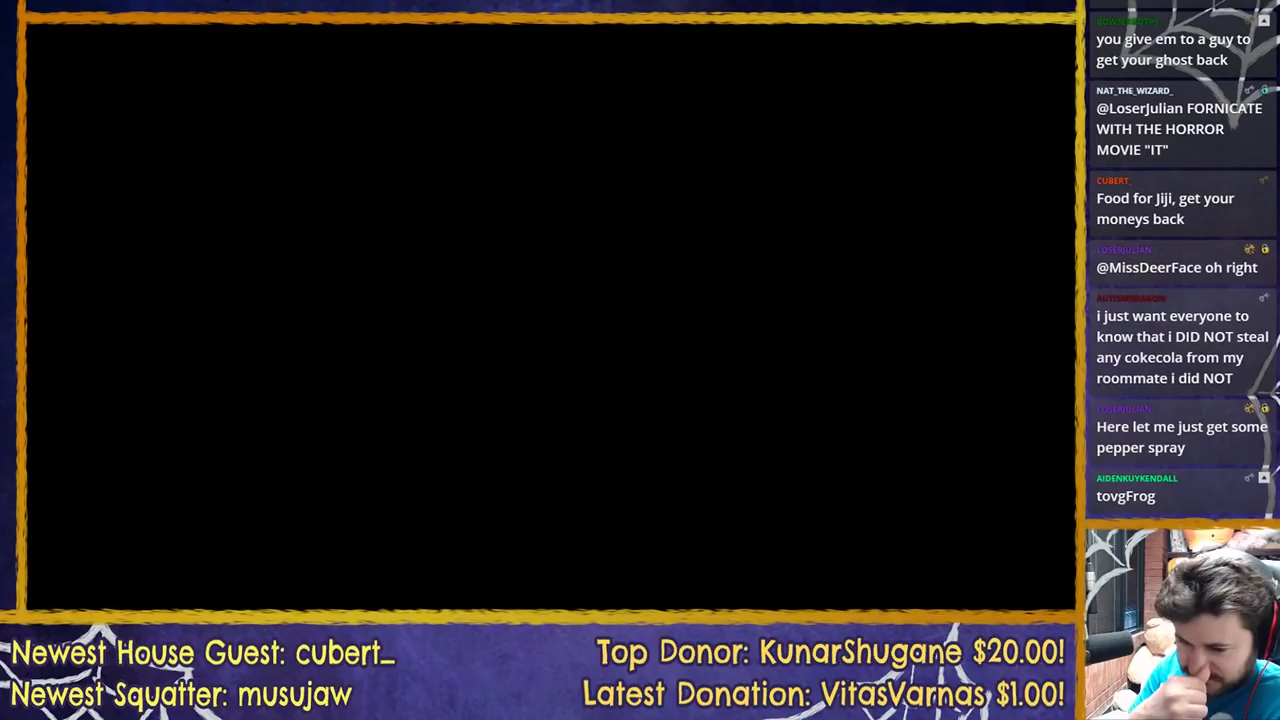 BOWSERBOT95
you give em to a guy to
get your ghost back
NAT_THE_WIZARD_
@LoserJulian FORNICATE
WITH THE HORROR
MOVIE "IT"
CUBERT_
Food for Jiji, get your
moneys back
LOSERJULIAN
@MissDeerFace oh right
i just want everyone to
know that i DID NOT steal
any cokecola from my
roommate i did NOT
LOSERJULIAN
Here let me just get some
pepper spray
AIDENKUYKENDALL
tovgFrog
Newest House Guest: cubert_
Newest Squatter: musujaw
Top Donor: KunarShugane $20.00!
Latest Donation: VitasVarnas $1.00!